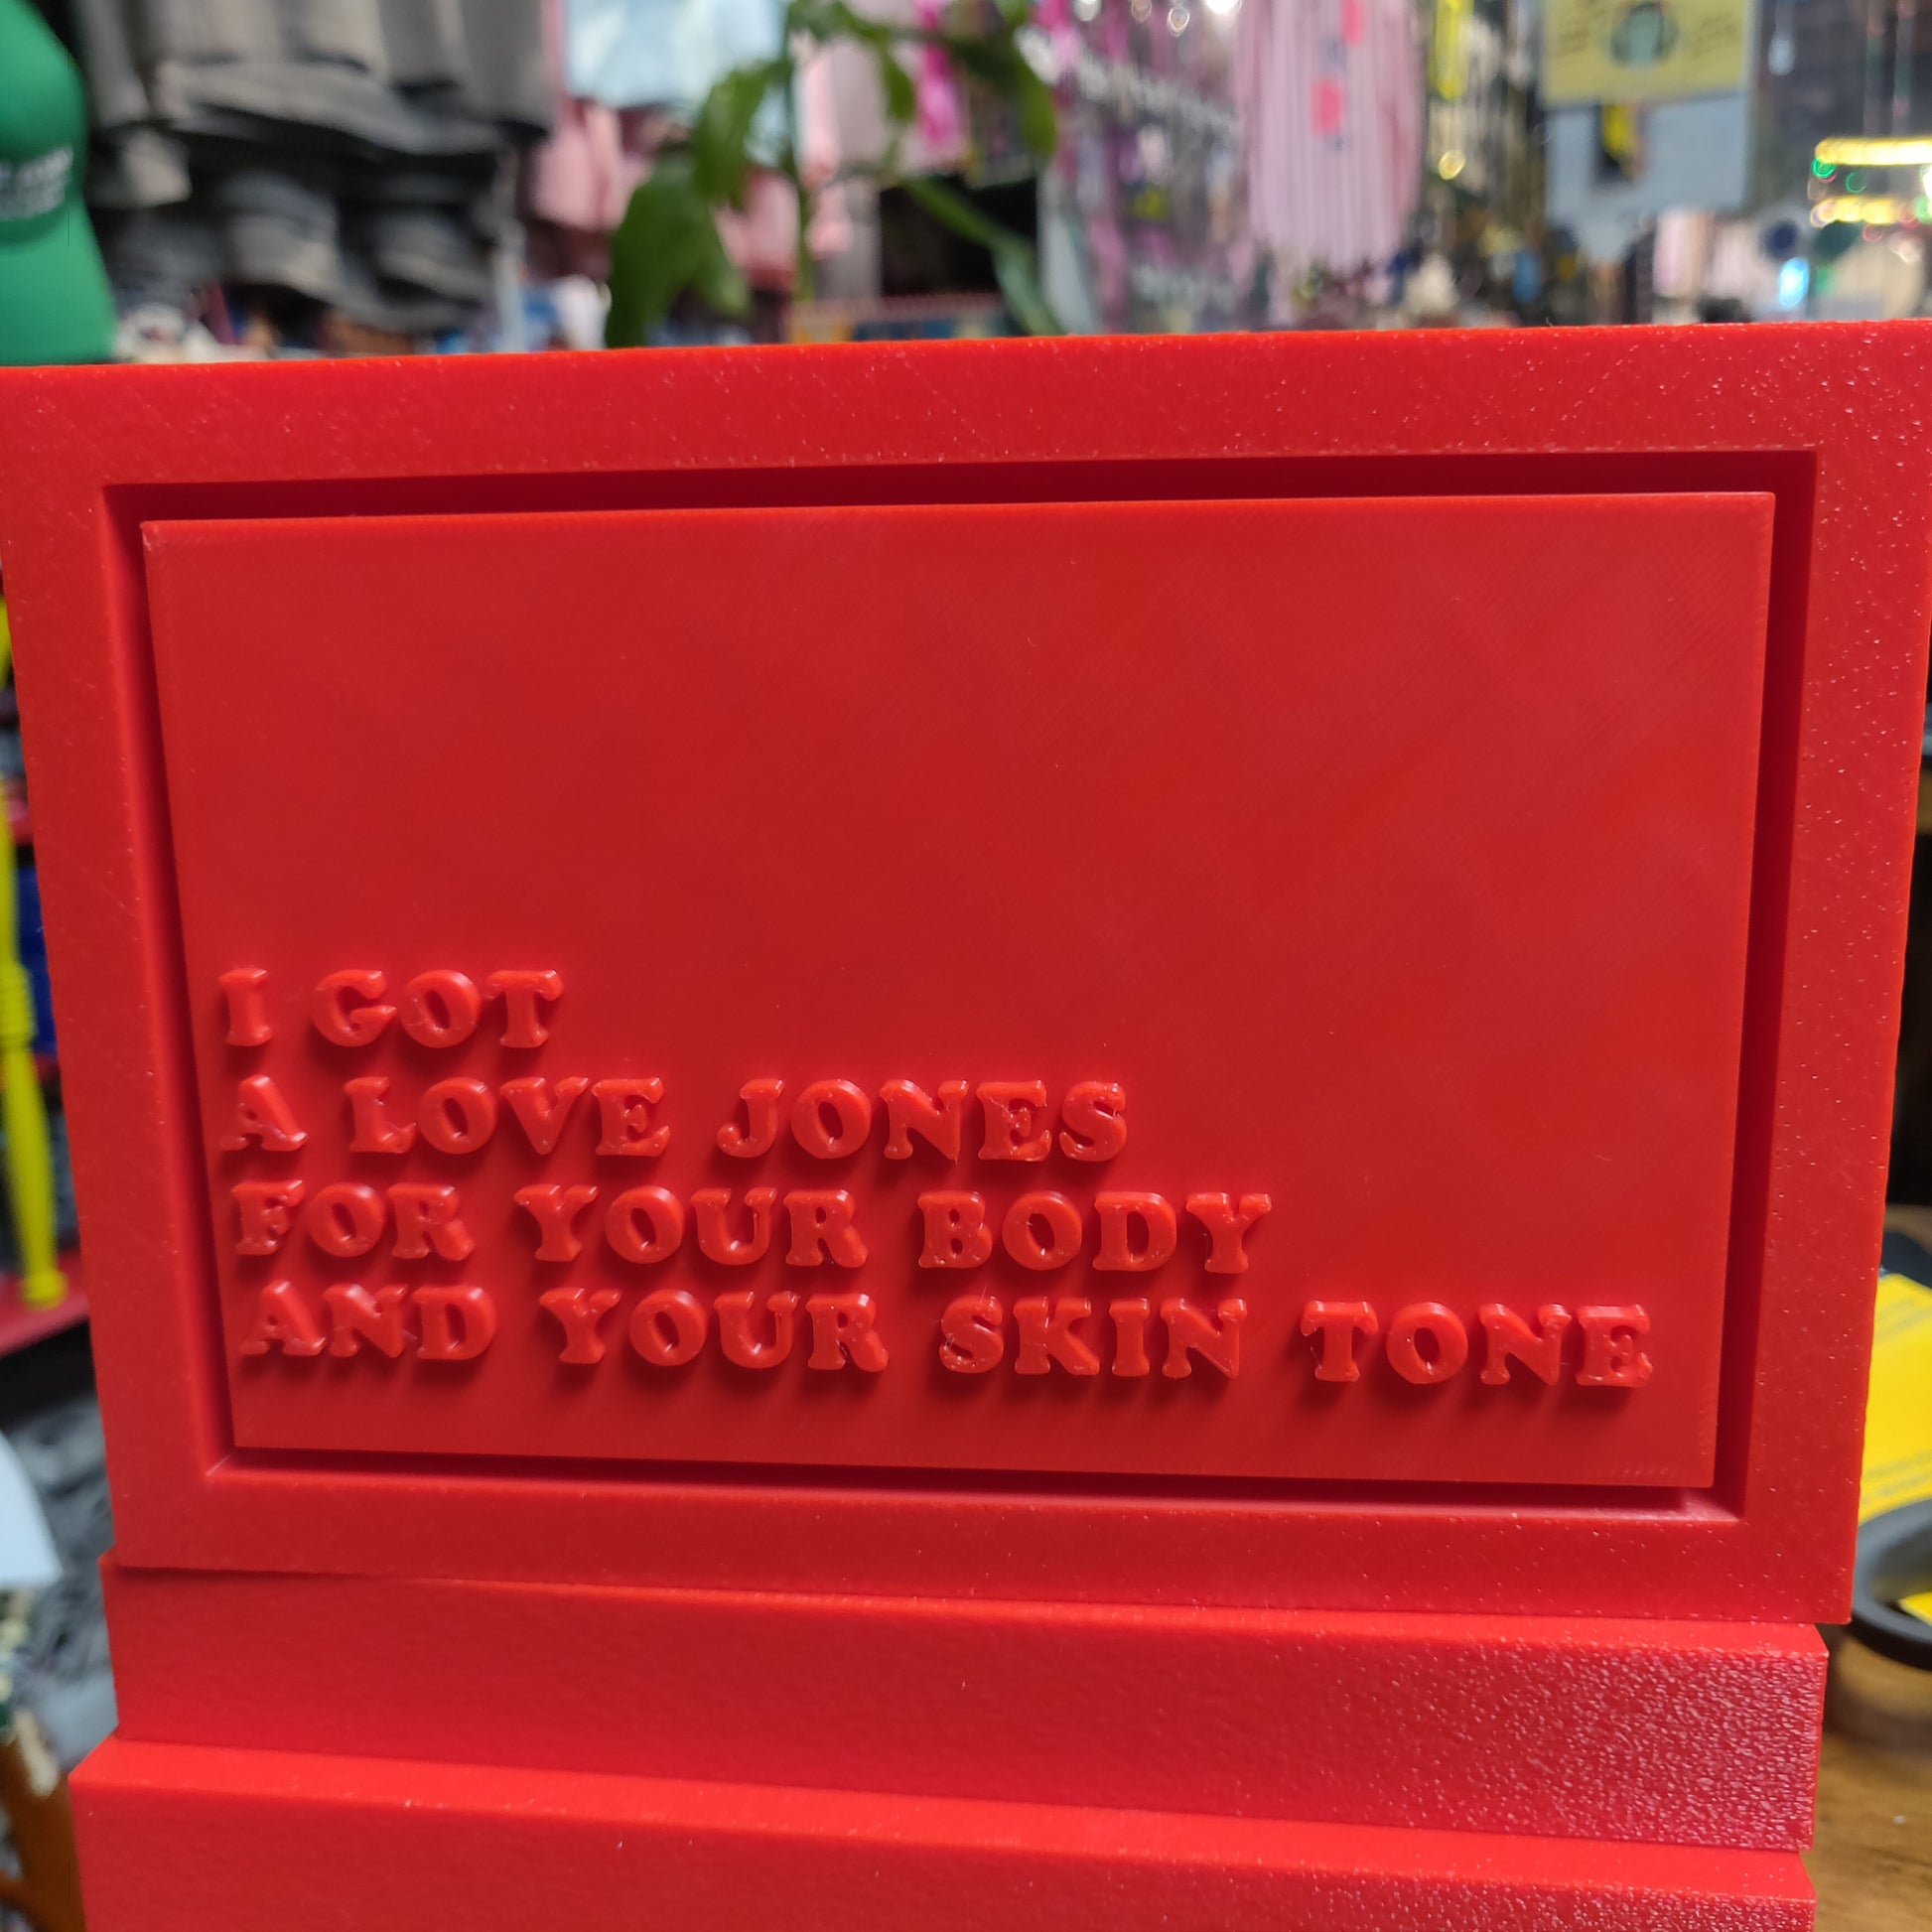 I GOT
A LOVE JONES
FOR YOUR BODY
AND YOUR SKIN TONE